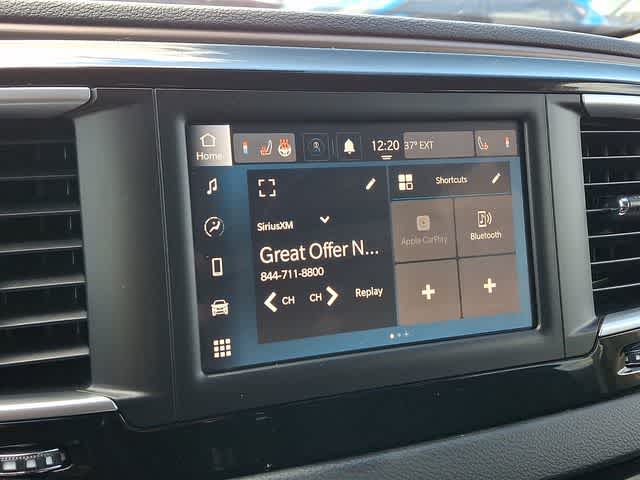 Home
12:20
37° EXT
SiriusXM
Great Offer N...
844-711-8800
CH CH Replay
Shortcuts
Apple CarPlay
Bluetooth